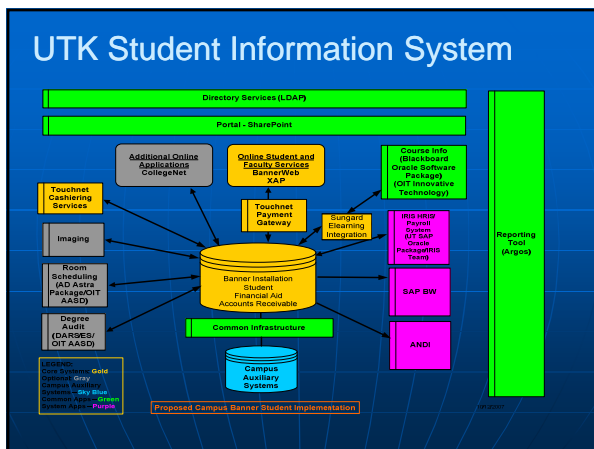 UTK Student Information System
Directory Services (LDAP)
Portal - SharePoint
Additional Online
Applications
CollegeNet
Online Student and
Faculty Services
BannerWeb
XAP
Course Info
(Blackboard
Oracle Software
Package)
(OIT Innovative
Technology)
Reporting
Tool
(Argos)
Touchnet
Cashiering
Services
Touchnet
Payment
Gateway
Sungard
Elearning
Integration
IRIS HRIS/
Payroll
System
(UT SAP
Oracle
Package/IRIS
Team)
Imaging
Banner Installation
Student
Financial Aid
Accounts Receivable
Room
Scheduling
(AD Astra
Package/OIT
AASD)
SAP BW
Degree
Audit
(DARS/ES/
OIT AASD)
Common Infrastructure
ANDI
Campus
Auxiliary
Systems
LEGEND:
Core Systems-Gold
Optional-Gray
Campus Auxiliary
Systems--Sky Blue
Common Apps--Green
System Apps--Purple
Proposed Campus Banner Student Implementation